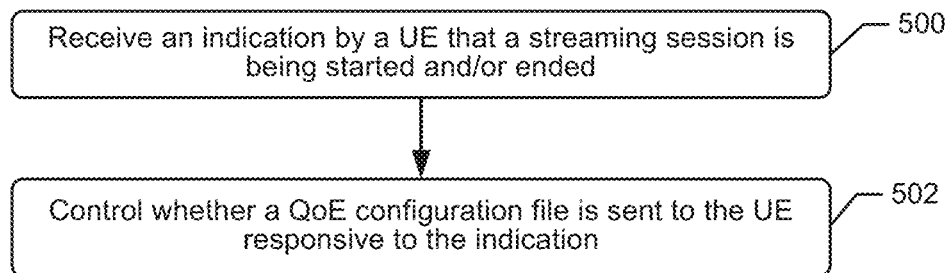 Receive an indication by a UE that a streaming session is
being started and/or ended
500
Control whether a QoE configuration file is sent to the UE
responsive to the indication
502